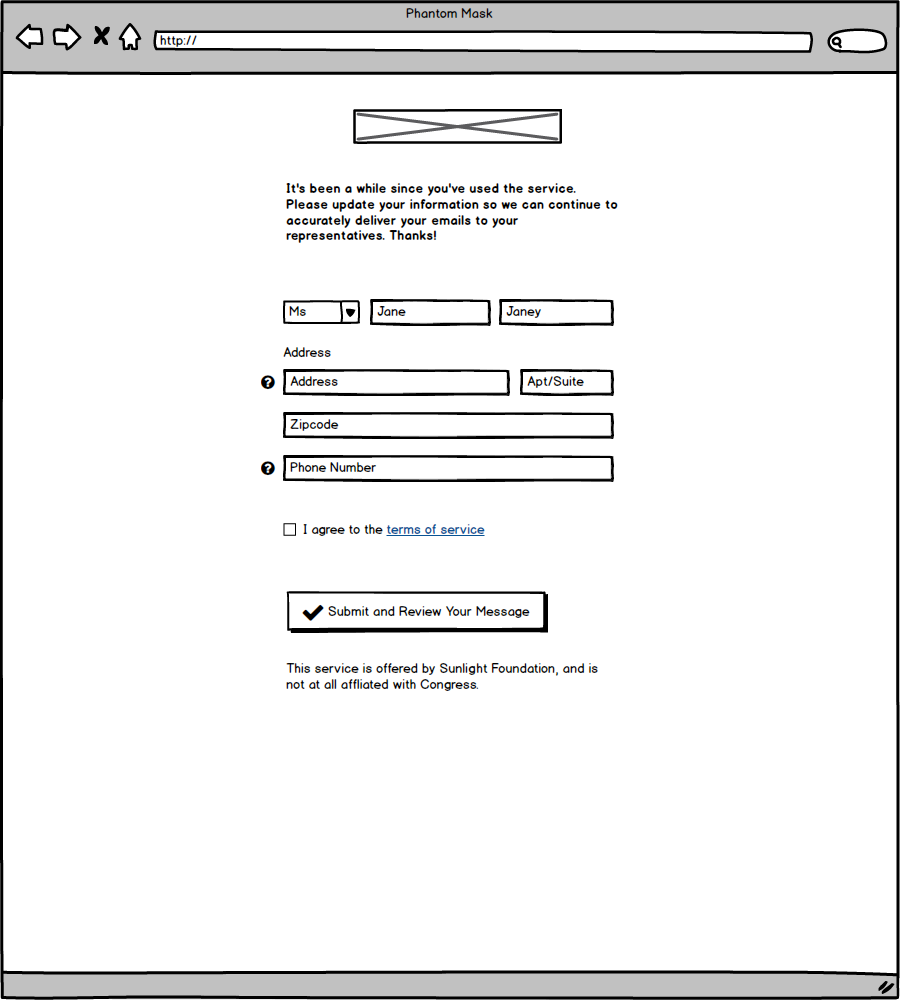 Phantom Mask
http://
It's been a while since you've used the service.
Please update your information so we can continue to
accurately deliver your emails to your
representatives. Thanks!
Ms Jane Janey
Address
Address Apt/Suite
Zipcode
Phone Number
I agree to the terms of service
Submit and Review Your Message
This service is offered by Sunlight Foundation, and is
not at all affliated with Congress.